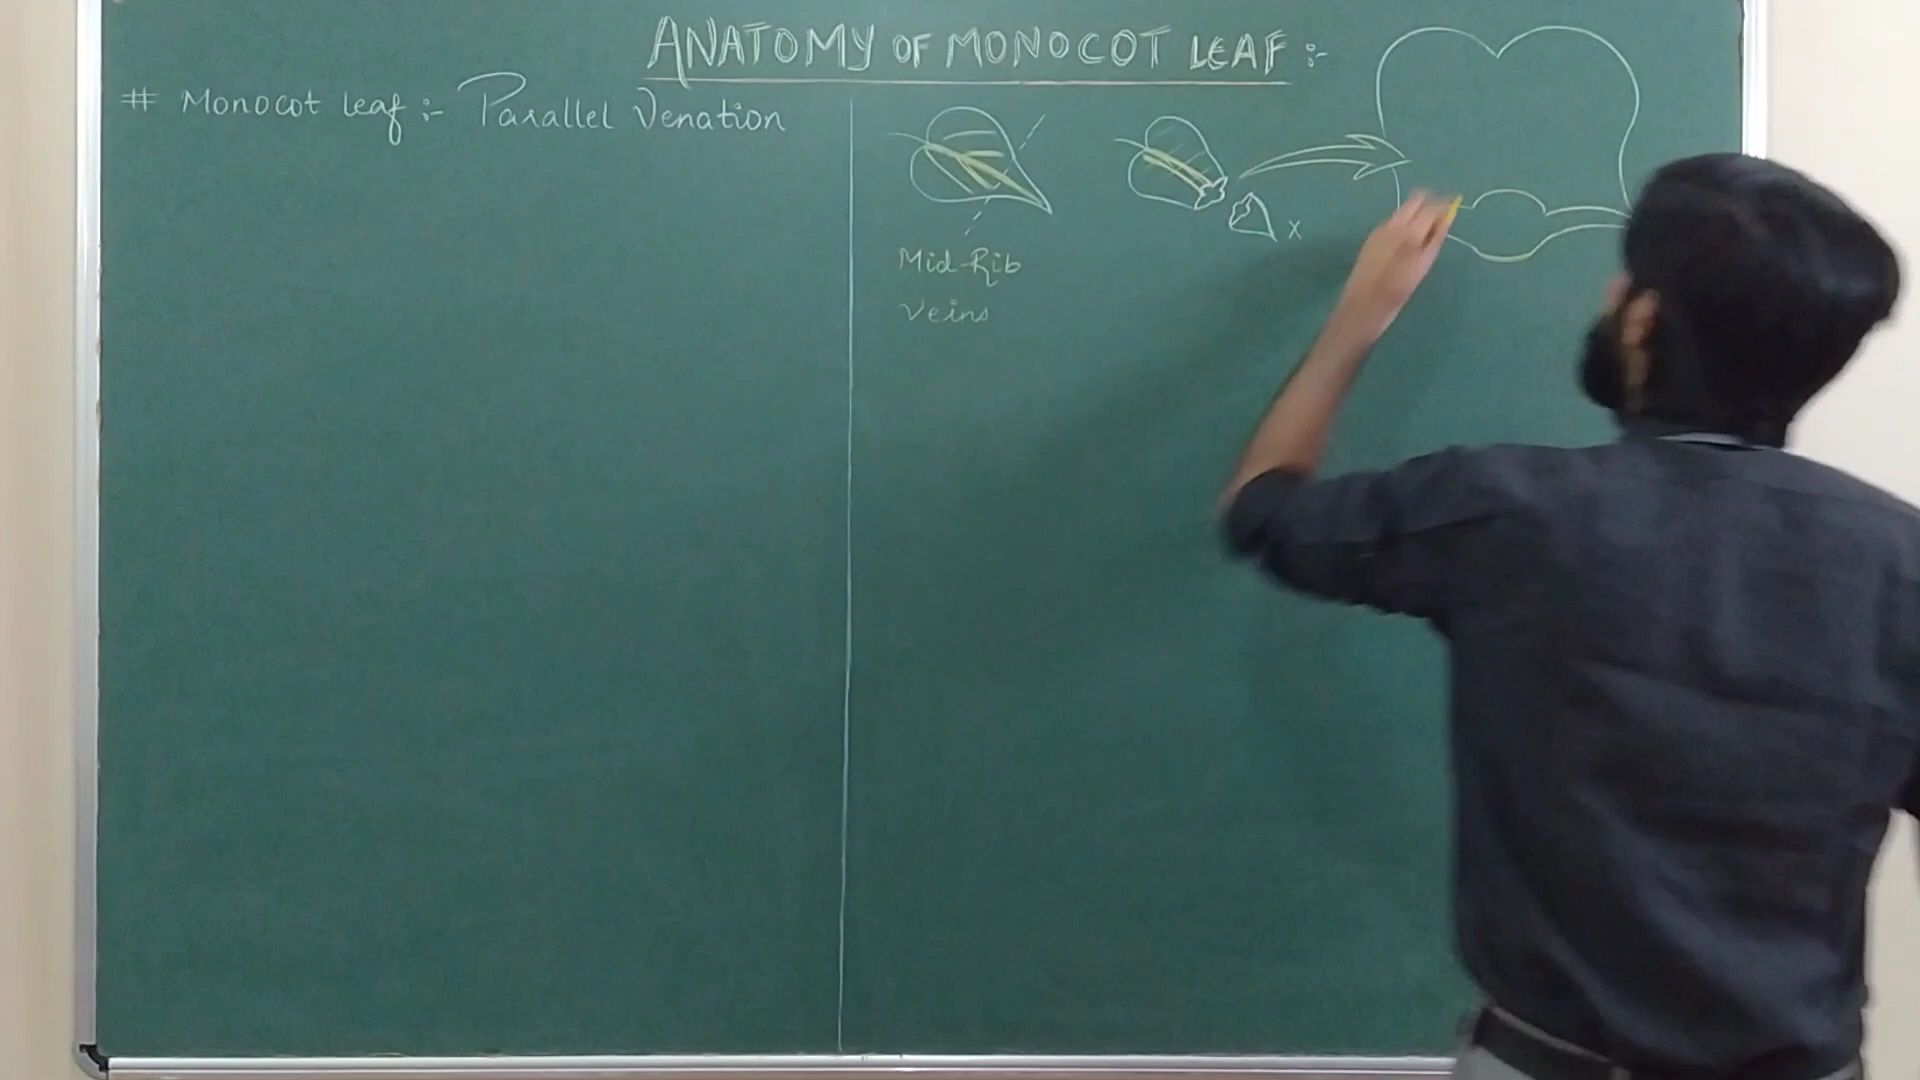 ANATOMY OF MONOCOT LEAF :-
# Monocot leaf :- Parallel Venation
x
Mid-Rib
Veins